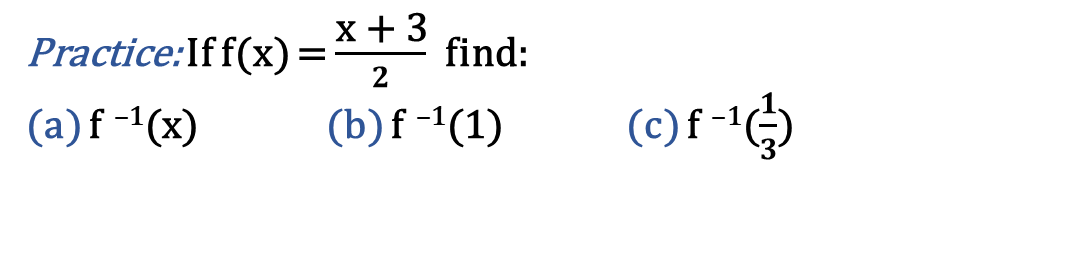 Practice: If f(x) = (x + 3)/2 find:
(a) f ⁻¹(x) (b) f ⁻¹(1) (c) f ⁻¹(1/3)